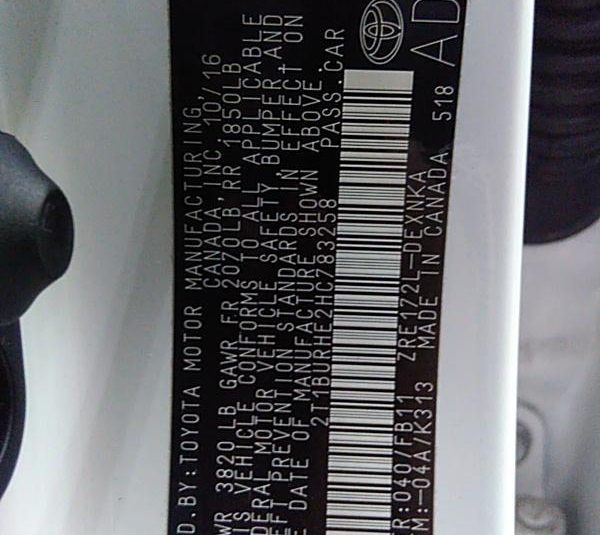 D.BY:TOYOTA MOTOR MANUFACTURING,
CANADA,INC. 10/16
WR 3820LB GAWR FR 2070LB,RR 1850LB
IS VEHICLE CONFORMS TO ALL APPLICABLE
DERAL MOTOR VEHICLE SAFETY, BUMPER AND
EFT PREVENTION STANDARDS IN EFFECT ON
E DATE OF MANUFACTURE SHOWN ABOVE.
2T1BURHE2HC783258 PASS.CAR
R:040/FB11 ZRE172L-DEXNKA
TM:-04A/K313 MADE IN CANADA 518
AD